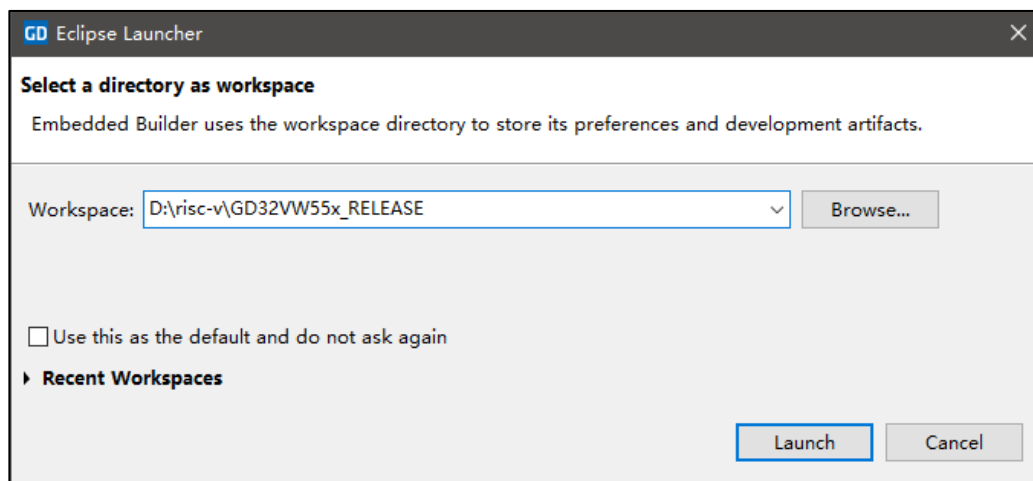 GD Eclipse Launcher
Select a directory as workspace
Embedded Builder uses the workspace directory to store its preferences and development artifacts.
Workspace: D:\risc-v\GD32VW55x_RELEASE Browse...
Use this as the default and do not ask again
Recent Workspaces
Launch Cancel